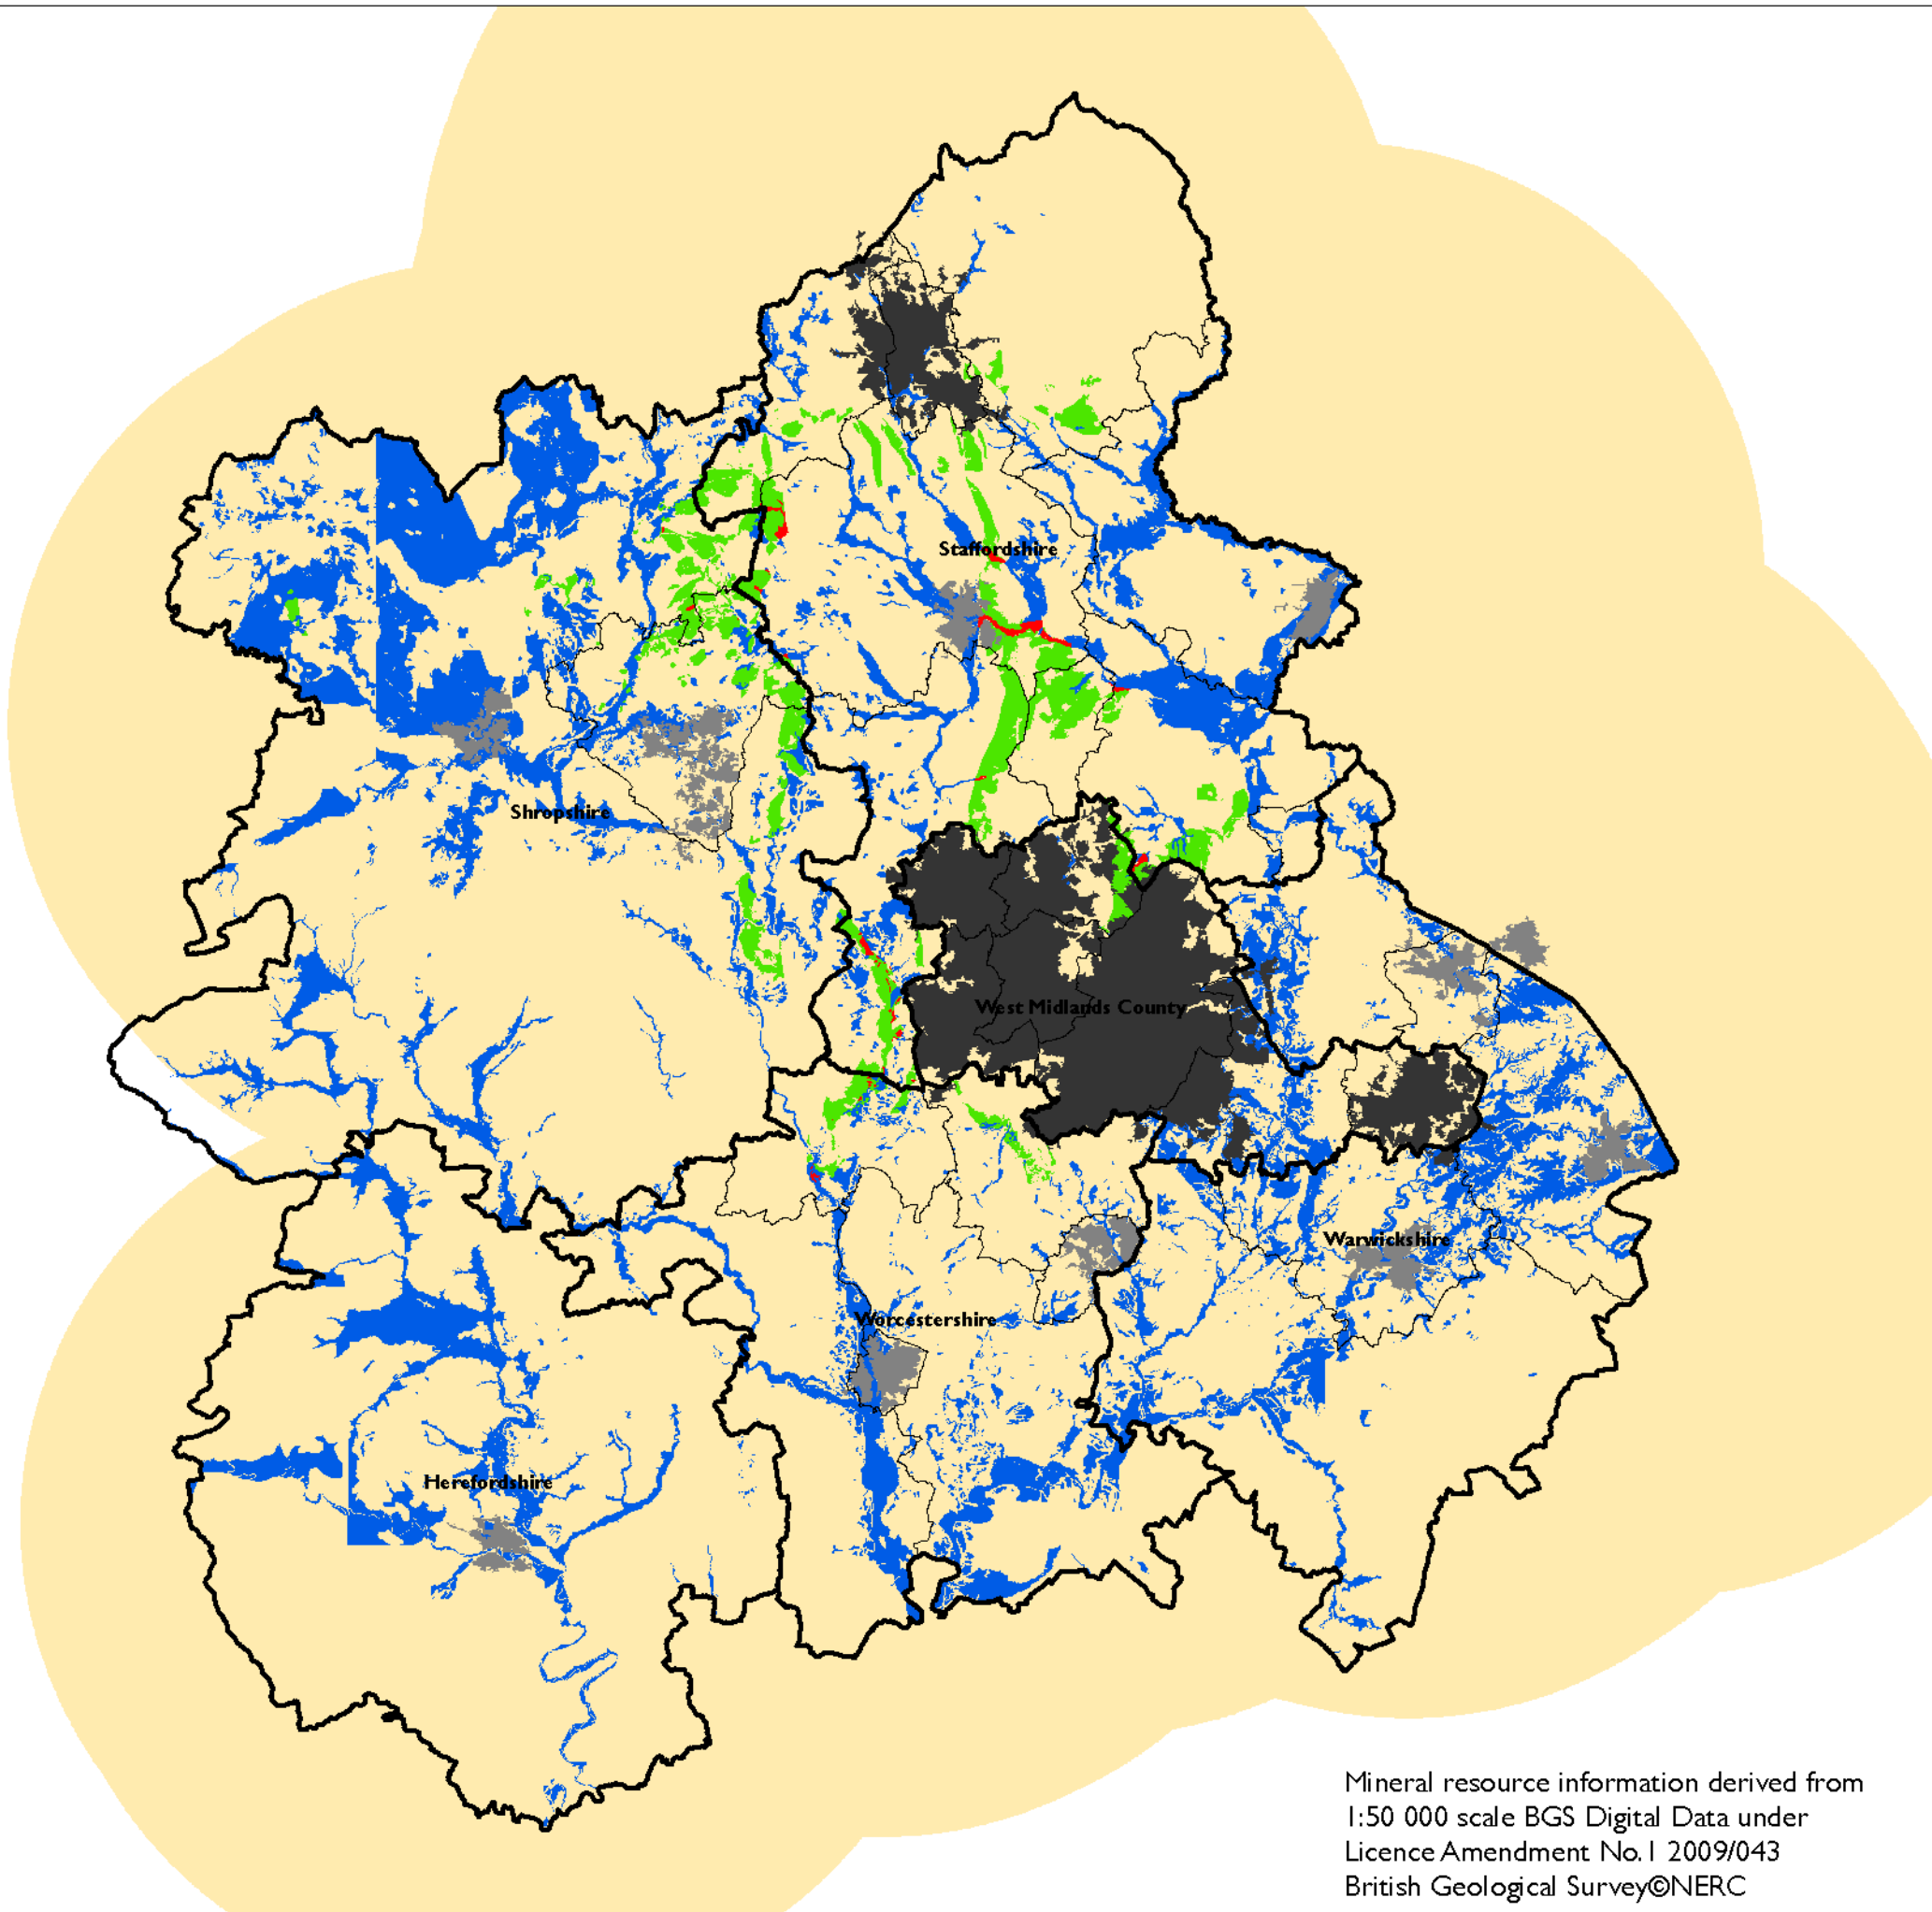 Staffordshire
Shropshire
West Midlands County
Warwickshire
Worcestershire
Herefordshire
Mineral resource information derived from
1:50 000 scale BGS Digital Data under
Licence Amendment No.1 2009/043
British Geological Survey©NERC